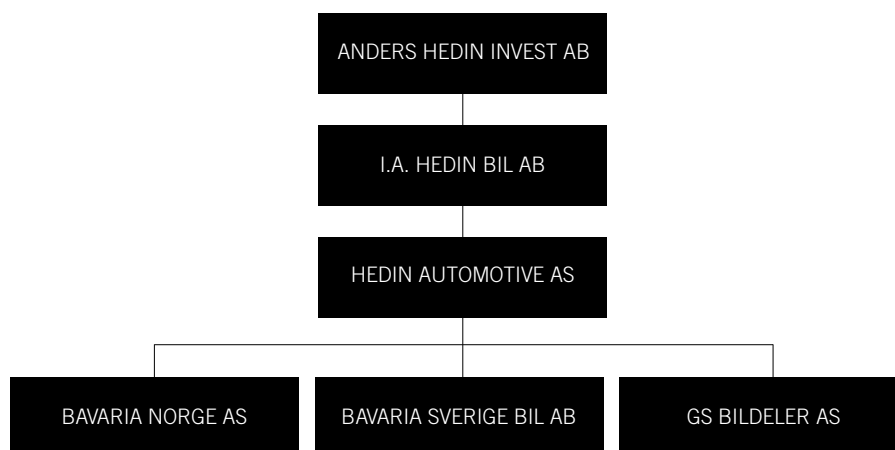 ANDERS HEDIN INVEST AB
I.A. HEDIN BIL AB
HEDIN AUTOMOTIVE AS
BAVARIA NORGE AS
BAVARIA SVERIGE BIL AB
GS BILDELER AS